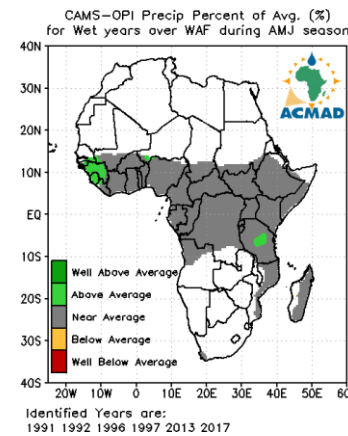 CAMS-OPI Precip Percent of Avg. (%)
for Wet years over WAF during AMJ season
40N
30N
20N
10N
EQ
10S
20S
30S
40S
ACMAD
Well Above Average
Above Average
Near Average
Below Average
Well Below Average
20W 10W 0 10E 20E 30E 40E 50E 60E
Identified Years are:
1991 1992 1996 1997 2013 2017